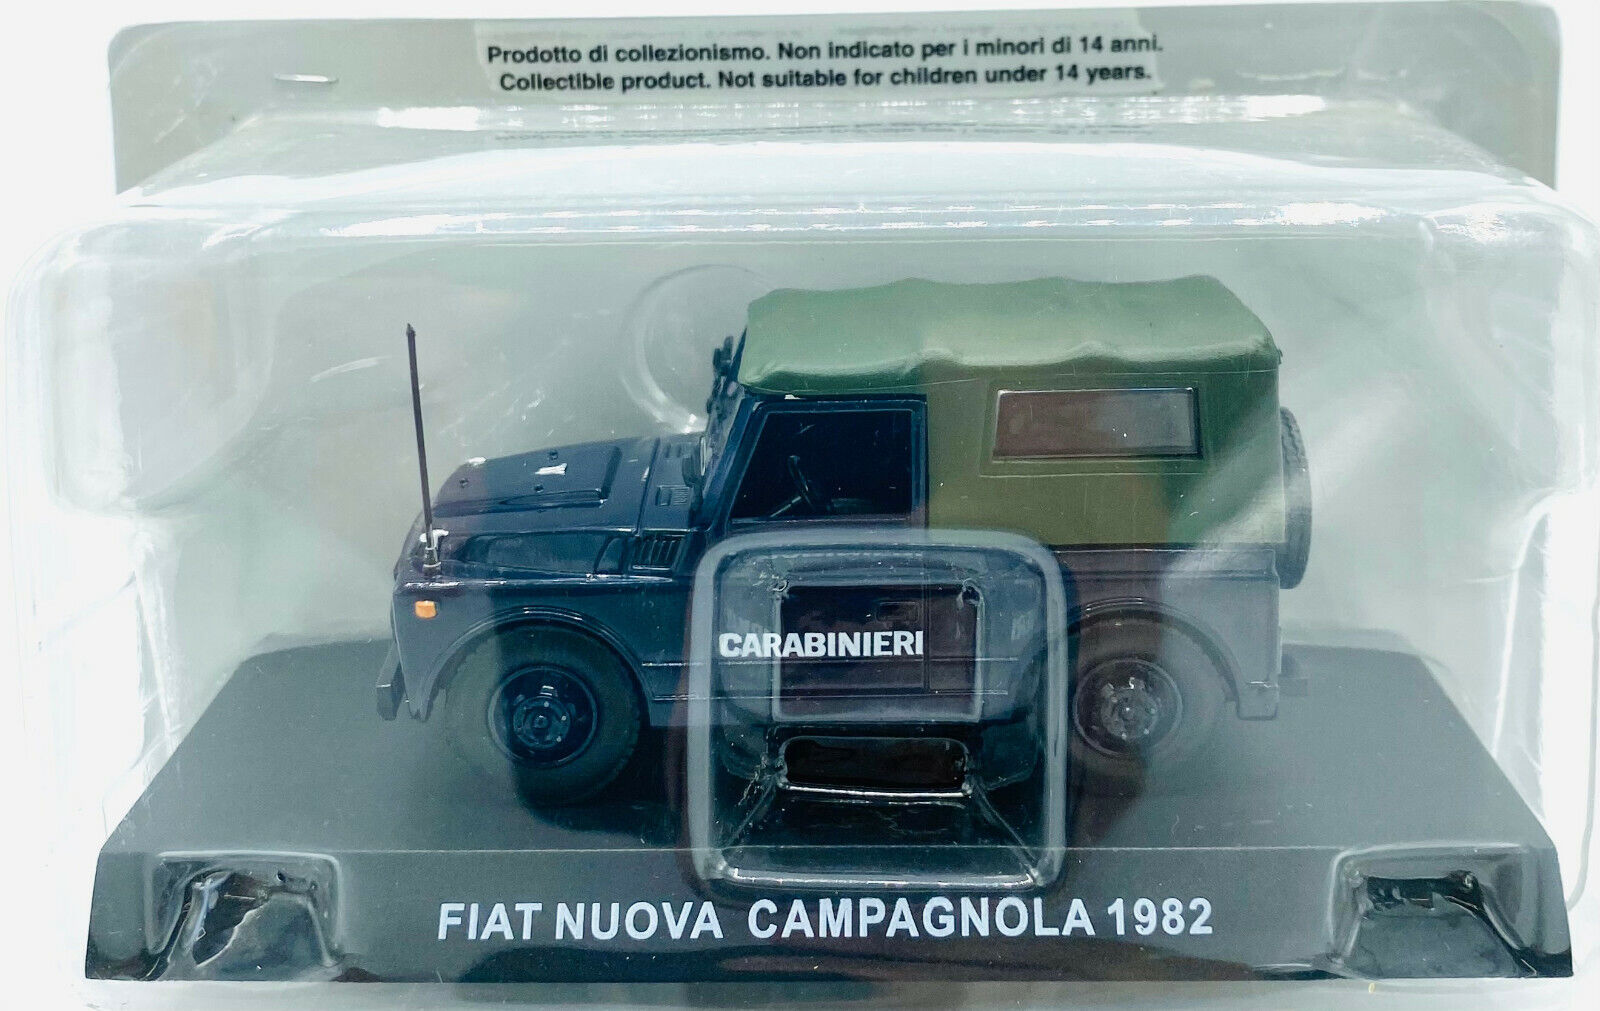 Prodotto di collezionismo. Non indicato per i minori di 14 anni.
Collectible product. Not suitable for children under 14 years.
CARABINIERI
FIAT NUOVA CAMPAGNOLA 1982